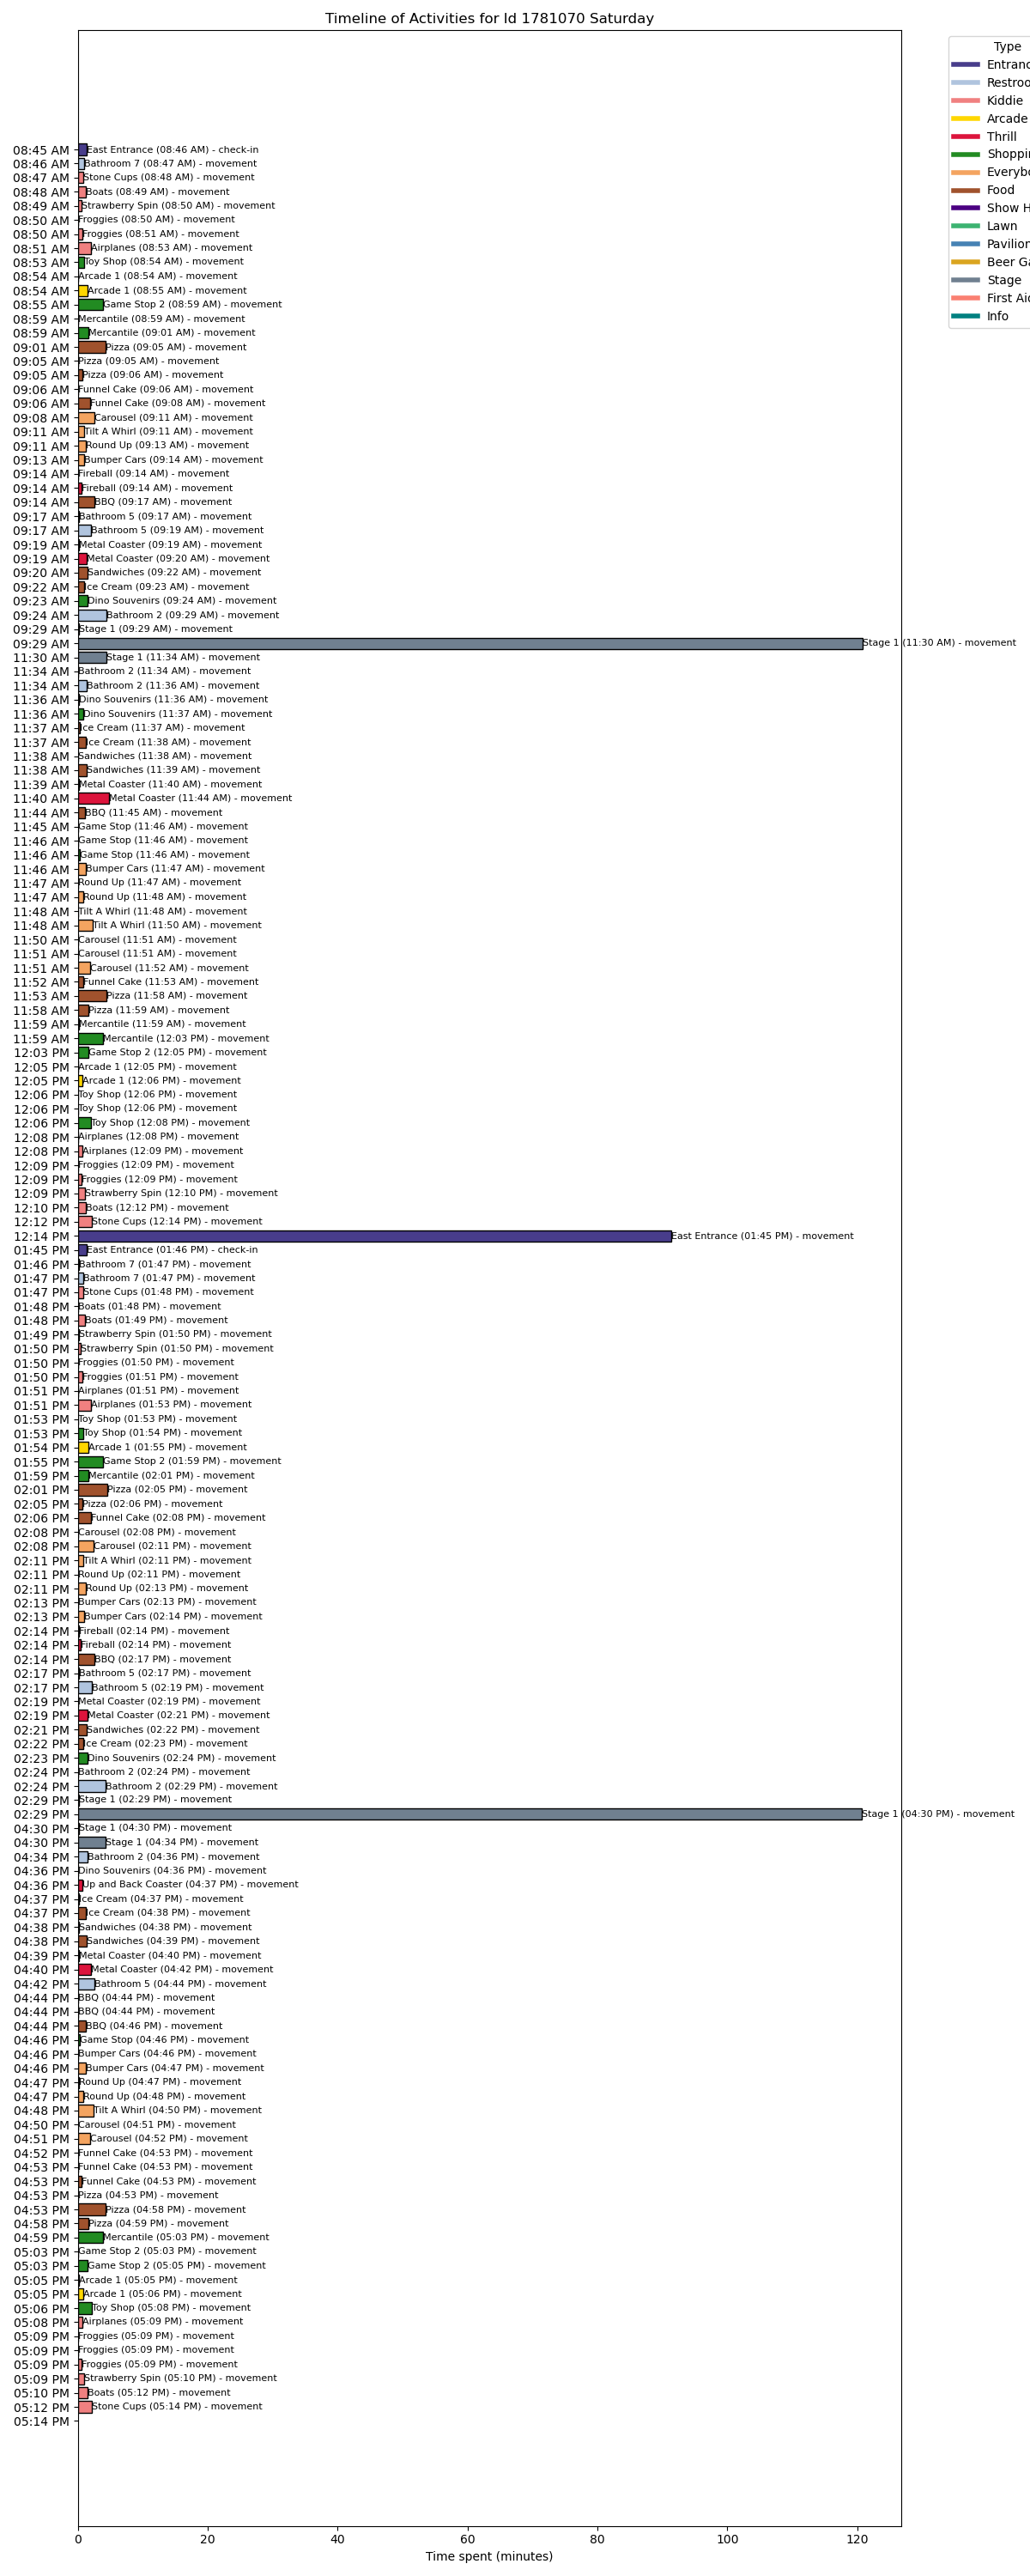 Timeline of Activities for Id 1781070 Saturday
Type
Entranc
Restroo
Kiddie
Arcade
Thrill
Shoppi
Everybo
Food
Show H
Lawn
Pavilion
Beer Ga
Stage
First Aid
Info
08:45 AM East Entrance (08:46 AM) - check-in
08:46 AM Bathroom 7 (08:47 AM) - movement
08:47 AM Stone Cups (08:48 AM) - movement
08:48 AM Boats (08:49 AM) - movement
08:49 AM Strawberry Spin (08:50 AM) - movement
08:50 AM Froggies (08:50 AM) - movement
08:50 AM Froggies (08:51 AM) - movement
08:51 AM Airplanes (08:53 AM) - movement
08:53 AM Toy Shop (08:54 AM) - movement
08:54 AM Arcade 1 (08:54 AM) - movement
08:54 AM Arcade 1 (08:55 AM) - movement
08:55 AM Game Stop 2 (08:59 AM) - movement
08:59 AM Mercantile (08:59 AM) - movement
08:59 AM Mercantile (09:01 AM) - movement
09:01 AM Pizza (09:05 AM) - movement
09:05 AM Pizza (09:05 AM) - movement
09:05 AM Pizza (09:06 AM) - movement
09:06 AM Funnel Cake (09:06 AM) - movement
09:06 AM Funnel Cake (09:08 AM) - movement
09:08 AM Carousel (09:11 AM) - movement
09:11 AM Tilt A Whirl (09:11 AM) - movement
09:11 AM Round Up (09:13 AM) - movement
09:13 AM Bumper Cars (09:14 AM) - movement
09:14 AM Fireball (09:14 AM) - movement
09:14 AM Fireball (09:14 AM) - movement
09:14 AM BBQ (09:17 AM) - movement
09:17 AM Bathroom 5 (09:17 AM) - movement
09:17 AM Bathroom 5 (09:19 AM) - movement
09:19 AM Metal Coaster (09:19 AM) - movement
09:19 AM Metal Coaster (09:20 AM) - movement
09:20 AM Sandwiches (09:22 AM) - movement
09:22 AM Ice Cream (09:23 AM) - movement
09:23 AM Dino Souvenirs (09:24 AM) - movement
09:24 AM Bathroom 2 (09:29 AM) - movement
09:29 AM Stage 1 (09:29 AM) - movement
09:29 AM Stage 1 (11:30 AM) - movement
11:30 AM Stage 1 (11:34 AM) - movement
11:34 AM Bathroom 2 (11:34 AM) - movement
11:34 AM Bathroom 2 (11:36 AM) - movement
11:36 AM Dino Souvenirs (11:36 AM) - movement
11:36 AM Dino Souvenirs (11:37 AM) - movement
11:37 AM Ice Cream (11:37 AM) - movement
11:37 AM Ice Cream (11:38 AM) - movement
11:38 AM Sandwiches (11:38 AM) - movement
11:38 AM Sandwiches (11:39 AM) - movement
11:39 AM Metal Coaster (11:40 AM) - movement
11:40 AM Metal Coaster (11:44 AM) - movement
11:44 AM BBQ (11:45 AM) - movement
11:45 AM Game Stop (11:46 AM) - movement
11:46 AM Game Stop (11:46 AM) - movement
11:46 AM Game Stop (11:46 AM) - movement
11:46 AM Bumper Cars (11:47 AM) - movement
11:47 AM Round Up (11:47 AM) - movement
11:47 AM Round Up (11:48 AM) - movement
11:48 AM Tilt A Whirl (11:48 AM) - movement
11:48 AM Tilt A Whirl (11:50 AM) - movement
11:50 AM Carousel (11:51 AM) - movement
11:51 AM Carousel (11:51 AM) - movement
11:51 AM Carousel (11:52 AM) - movement
11:52 AM Funnel Cake (11:53 AM) - movement
11:53 AM Pizza (11:58 AM) - movement
11:58 AM Pizza (11:59 AM) - movement
11:59 AM Mercantile (11:59 AM) - movement
11:59 AM Mercantile (12:03 PM) - movement
12:03 PM Game Stop 2 (12:05 PM) - movement
12:05 PM Arcade 1 (12:05 PM) - movement
12:05 PM Arcade 1 (12:06 PM) - movement
12:06 PM Toy Shop (12:06 PM) - movement
12:06 PM Toy Shop (12:06 PM) - movement
12:06 PM Toy Shop (12:08 PM) - movement
12:08 PM Airplanes (12:08 PM) - movement
12:08 PM Airplanes (12:09 PM) - movement
12:09 PM Froggies (12:09 PM) - movement
12:09 PM Froggies (12:09 PM) - movement
12:09 PM Strawberry Spin (12:10 PM) - movement
12:10 PM Boats (12:12 PM) - movement
12:12 PM Stone Cups (12:14 PM) - movement
12:14 PM East Entrance (01:45 PM) - movement
01:45 PM East Entrance (01:46 PM) - check-in
01:46 PM Bathroom 7 (01:47 PM) - movement
01:47 PM Bathroom 7 (01:47 PM) - movement
01:47 PM Stone Cups (01:48 PM) - movement
01:48 PM Boats (01:48 PM) - movement
01:48 PM Boats (01:49 PM) - movement
01:49 PM Strawberry Spin (01:50 PM) - movement
01:50 PM Strawberry Spin (01:50 PM) - movement
01:50 PM Froggies (01:50 PM) - movement
01:50 PM Froggies (01:51 PM) - movement
01:51 PM Airplanes (01:51 PM) - movement
01:51 PM Airplanes (01:53 PM) - movement
01:53 PM Toy Shop (01:53 PM) - movement
01:53 PM Toy Shop (01:54 PM) - movement
01:54 PM Arcade 1 (01:55 PM) - movement
01:55 PM Game Stop 2 (01:59 PM) - movement
01:59 PM Mercantile (02:01 PM) - movement
02:01 PM Pizza (02:05 PM) - movement
02:05 PM Pizza (02:06 PM) - movement
02:06 PM Funnel Cake (02:08 PM) - movement
02:08 PM Carousel (02:08 PM) - movement
02:08 PM Carousel (02:11 PM) - movement
02:11 PM Tilt A Whirl (02:11 PM) - movement
02:11 PM Round Up (02:11 PM) - movement
02:11 PM Round Up (02:13 PM) - movement
02:13 PM Bumper Cars (02:13 PM) - movement
02:13 PM Bumper Cars (02:14 PM) - movement
02:14 PM Fireball (02:14 PM) - movement
02:14 PM Fireball (02:14 PM) - movement
02:14 PM BBQ (02:17 PM) - movement
02:17 PM Bathroom 5 (02:17 PM) - movement
02:17 PM Bathroom 5 (02:19 PM) - movement
02:19 PM Metal Coaster (02:19 PM) - movement
02:19 PM Metal Coaster (02:21 PM) - movement
02:21 PM Sandwiches (02:22 PM) - movement
02:22 PM Ice Cream (02:23 PM) - movement
02:23 PM Dino Souvenirs (02:24 PM) - movement
02:24 PM Bathroom 2 (02:24 PM) - movement
02:24 PM Bathroom 2 (02:29 PM) - movement
02:29 PM Stage 1 (02:29 PM) - movement
02:29 PM Stage 1 (04:30 PM) - movement
04:30 PM Stage 1 (04:30 PM) - movement
04:30 PM Stage 1 (04:34 PM) - movement
04:34 PM Bathroom 2 (04:36 PM) - movement
04:36 PM Dino Souvenirs (04:36 PM) - movement
04:36 PM Up and Back Coaster (04:37 PM) - movement
04:37 PM Ice Cream (04:37 PM) - movement
04:37 PM Ice Cream (04:38 PM) - movement
04:38 PM Sandwiches (04:38 PM) - movement
04:38 PM Sandwiches (04:39 PM) - movement
04:39 PM Metal Coaster (04:40 PM) - movement
04:40 PM Metal Coaster (04:42 PM) - movement
04:42 PM Bathroom 5 (04:44 PM) - movement
04:44 PM BBQ (04:44 PM) - movement
04:44 PM BBQ (04:44 PM) - movement
04:44 PM BBQ (04:46 PM) - movement
04:46 PM Game Stop (04:46 PM) - movement
04:46 PM Bumper Cars (04:46 PM) - movement
04:46 PM Bumper Cars (04:47 PM) - movement
04:47 PM Round Up (04:47 PM) - movement
04:47 PM Round Up (04:48 PM) - movement
04:48 PM Tilt A Whirl (04:50 PM) - movement
04:50 PM Carousel (04:51 PM) - movement
04:51 PM Carousel (04:52 PM) - movement
04:52 PM Funnel Cake (04:53 PM) - movement
04:53 PM Funnel Cake (04:53 PM) - movement
04:53 PM Funnel Cake (04:53 PM) - movement
04:53 PM Pizza (04:53 PM) - movement
04:53 PM Pizza (04:58 PM) - movement
04:58 PM Pizza (04:59 PM) - movement
04:59 PM Mercantile (05:03 PM) - movement
05:03 PM Game Stop 2 (05:03 PM) - movement
05:03 PM Game Stop 2 (05:05 PM) - movement
05:05 PM Arcade 1 (05:05 PM) - movement
05:05 PM Arcade 1 (05:06 PM) - movement
05:06 PM Toy Shop (05:08 PM) - movement
05:08 PM Airplanes (05:09 PM) - movement
05:09 PM Froggies (05:09 PM) - movement
05:09 PM Froggies (05:09 PM) - movement
05:09 PM Froggies (05:09 PM) - movement
05:09 PM Strawberry Spin (05:10 PM) - movement
05:10 PM Boats (05:12 PM) - movement
05:12 PM Stone Cups (05:14 PM) - movement
05:14 PM
0 20 40 60 80 100 120
Time spent (minutes)